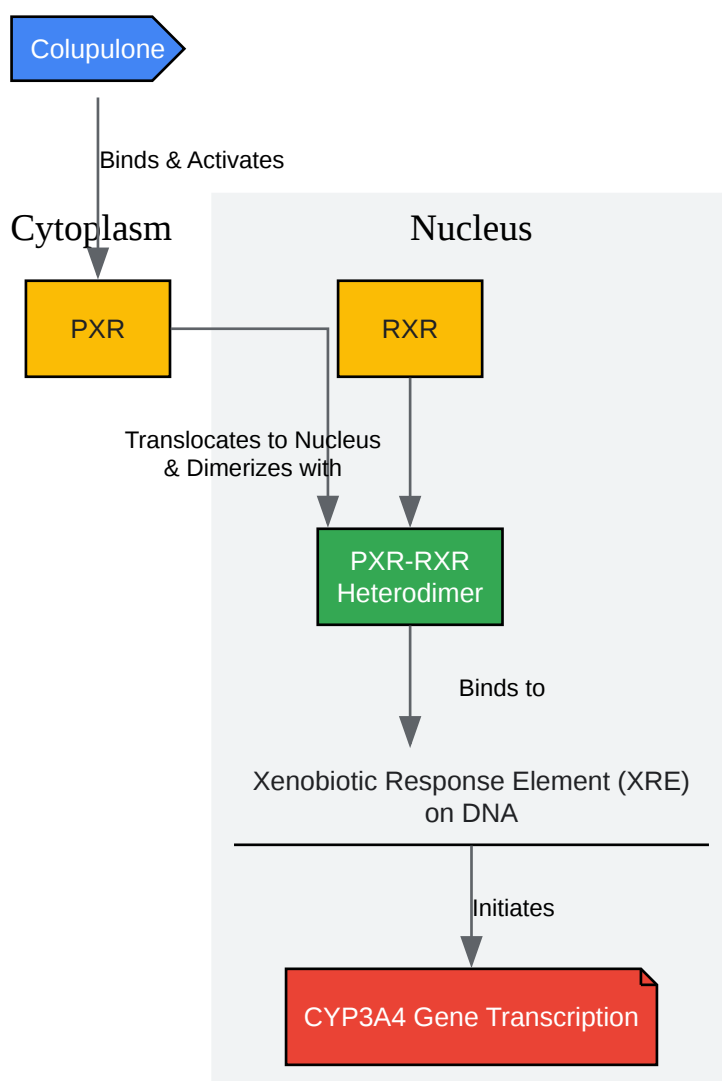 Colupulone
Binds & Activates
Cytoplasm
Nucleus
PXR
RXR
Translocates to Nucleus
& Dimerizes with
PXR-RXR
Heterodimer
Binds to
Xenobiotic Response Element (XRE)
on DNA
Initiates
CYP3A4 Gene Transcription